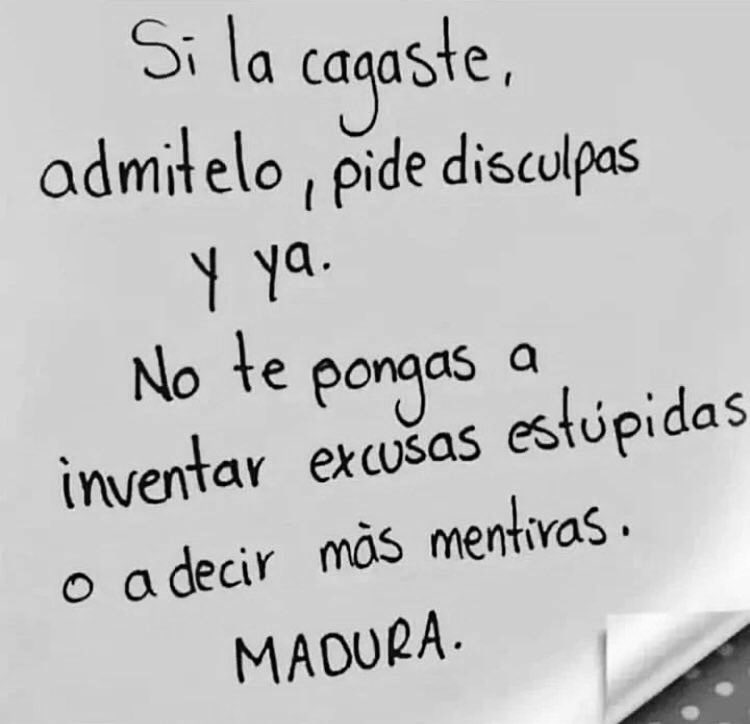 Si la cagaste,
admitelo, pide disculpas
y ya.
No te pongas a
inventar excusas estúpidas
o a decir màs mentiras.
MADURA.